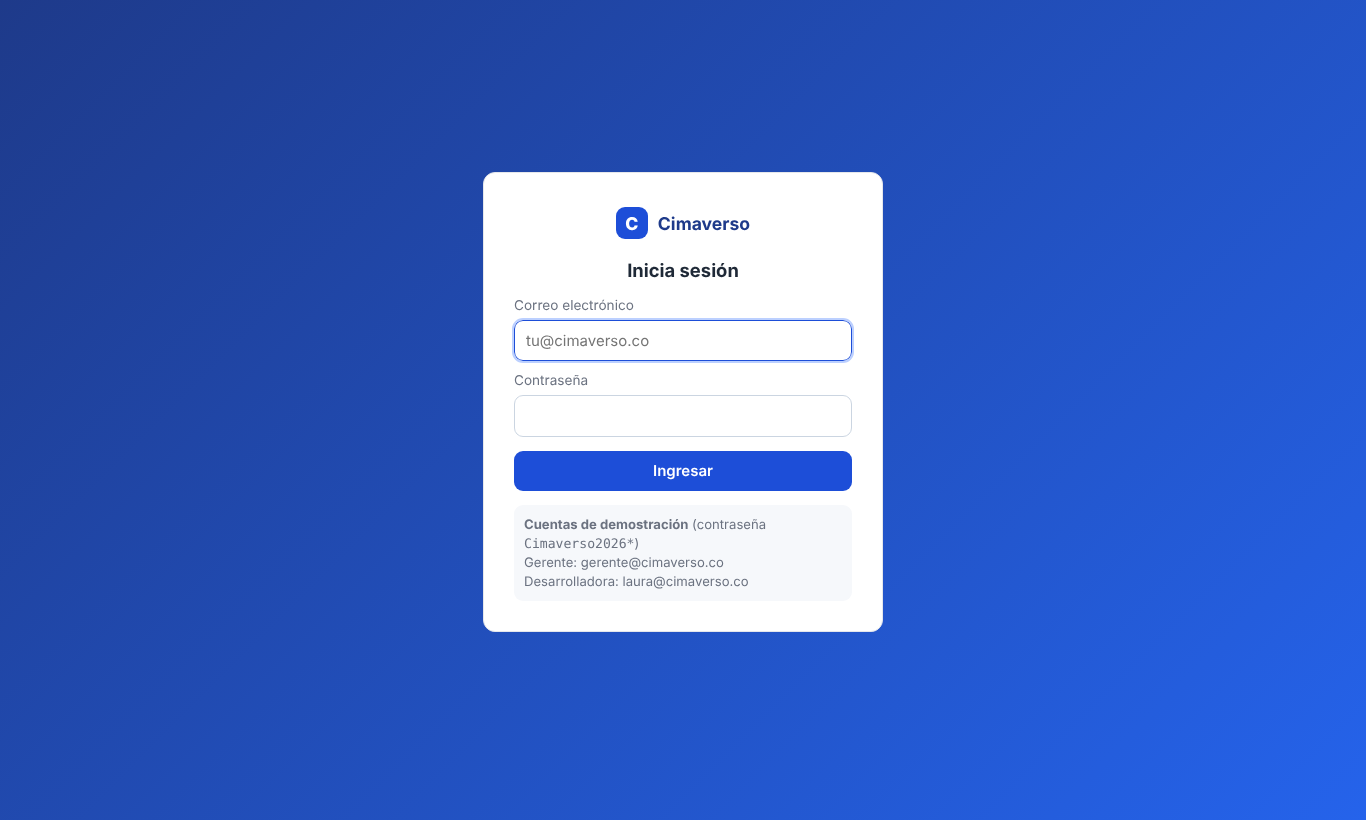 C Cimaverso
Inicia sesión
Correo electrónico
tu@cimaverso.co
Contraseña
Ingresar
Cuentas de demostración (contraseña
Cimaverso2026*)
Gerente: gerente@cimaverso.co
Desarrolladora: laura@cimaverso.co